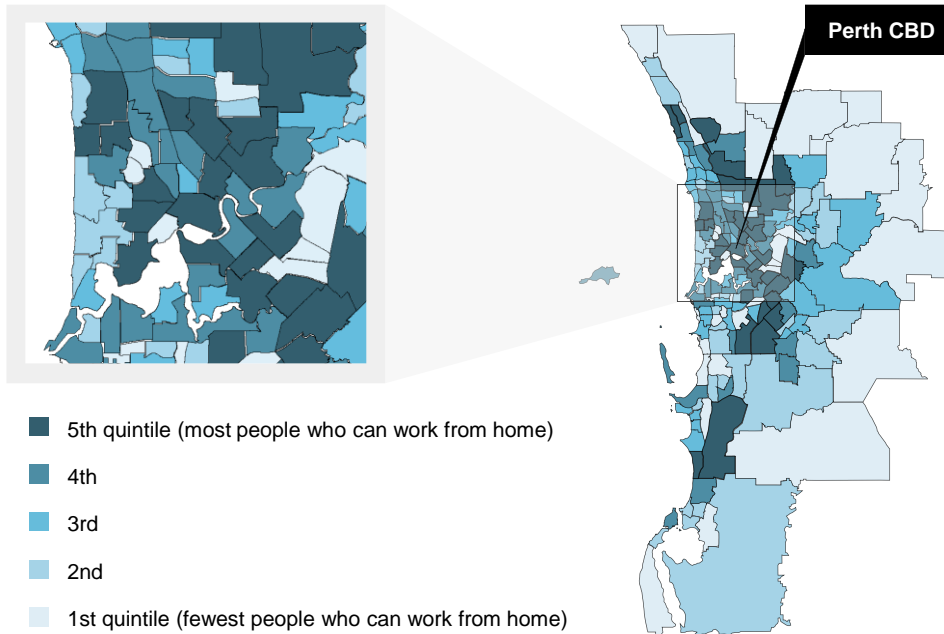 Perth CBD
5th quintile (most people who can work from home)
4th
3rd
2nd
1st quintile (fewest people who can work from home)